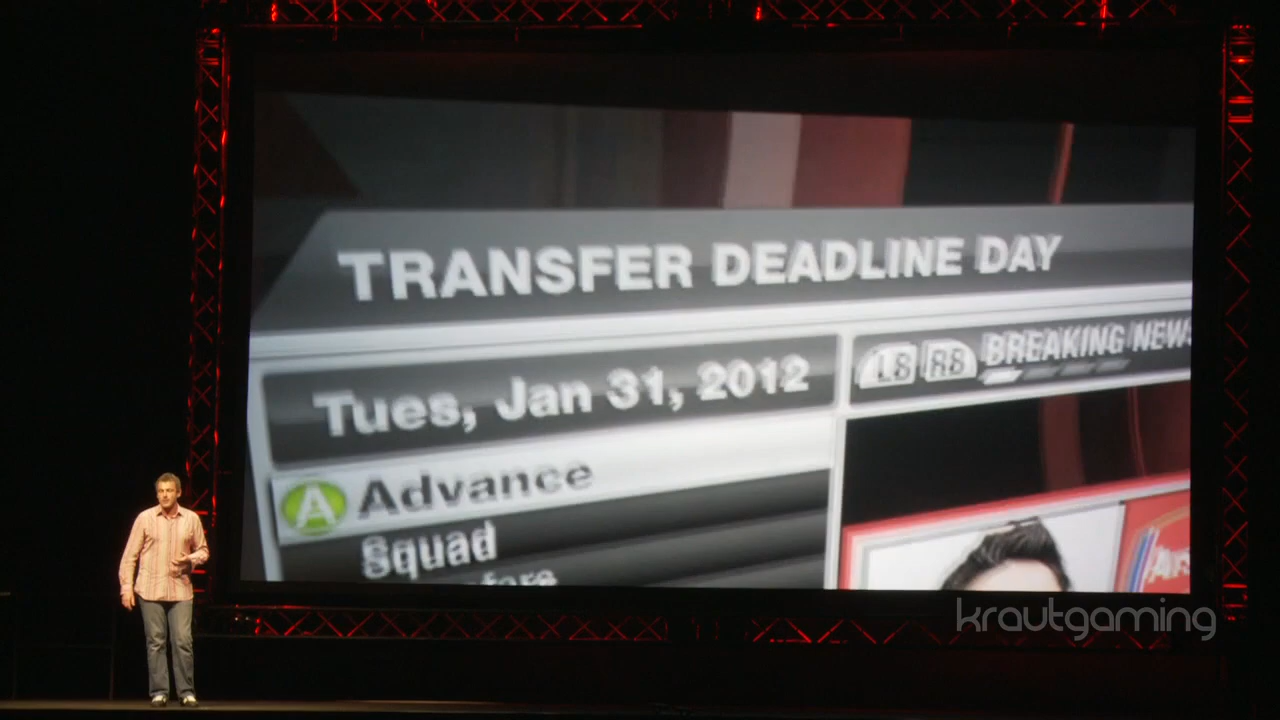 TRANSFER DEADLINE DAY
Tues, Jan 31, 2012
LB RB BREAKING NEWS
A Advance
Squad
krautgaming